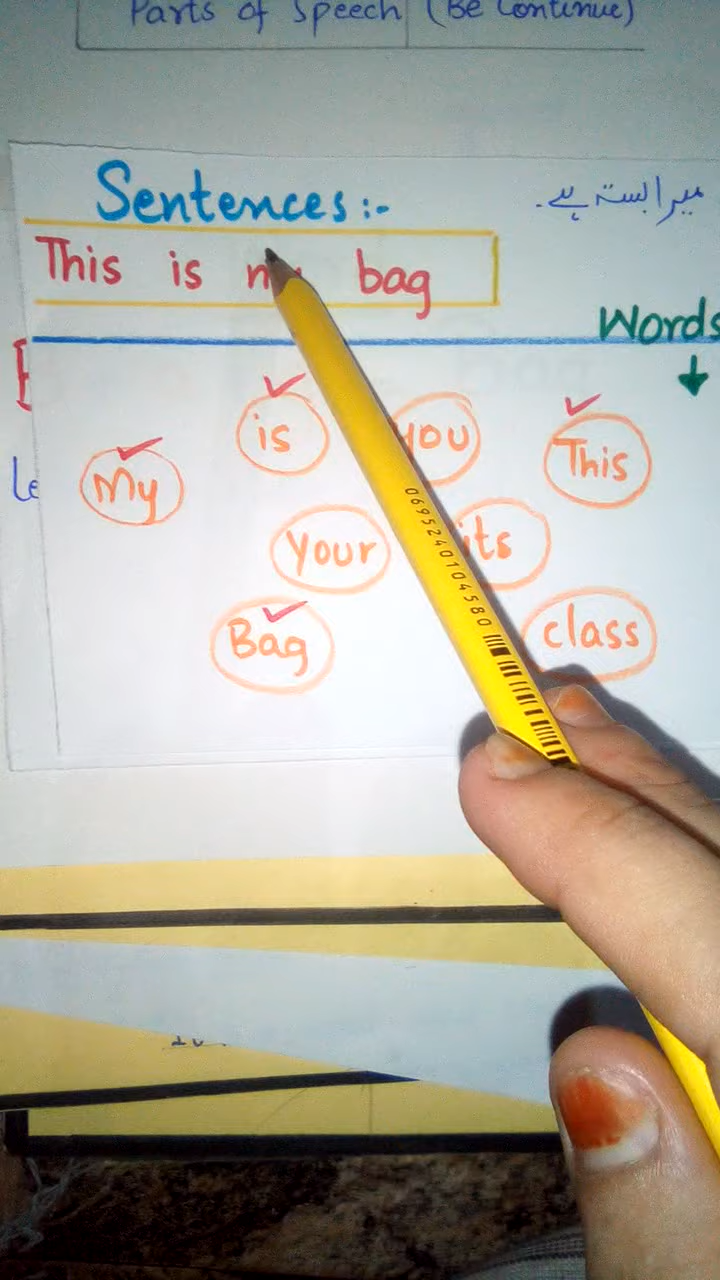 Parts of Speech (Be Continue)
Sentences:-
میرا بستہ ہے۔
This is my bag
Words
is
you
This
My
Your
its
Bag
class
0695240104580